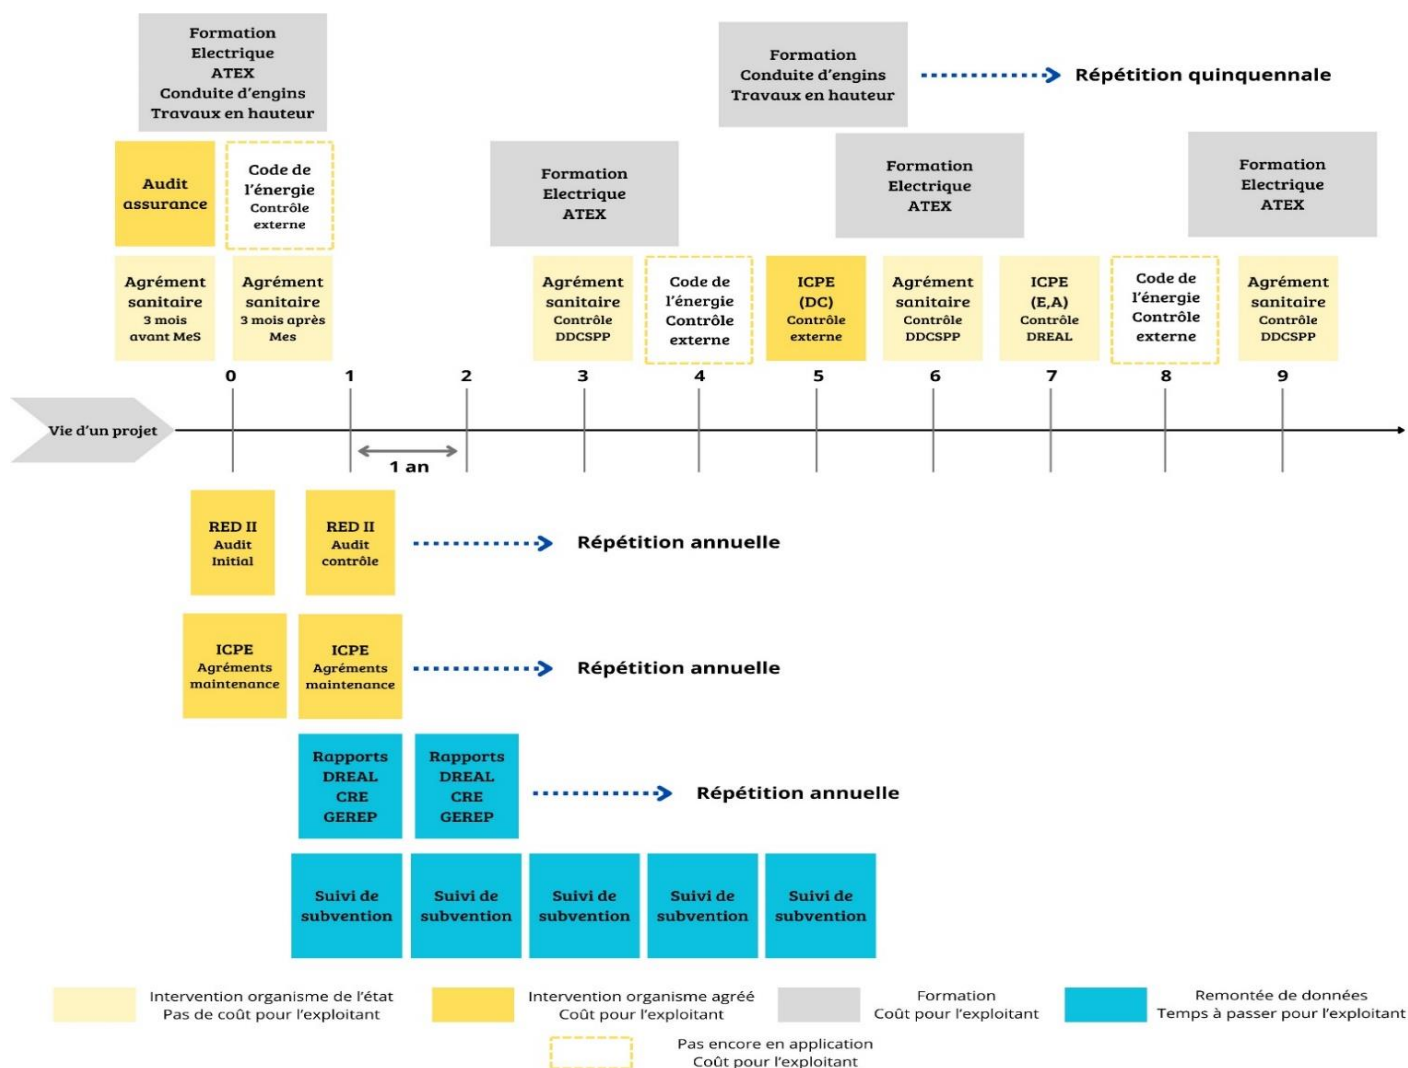 Formation
Electrique
ATEX
Conduite d'engins
Travaux en hauteur
Formation
Conduite d'engins
Travaux en hauteur
Répétition quinquennale
Audit
assurance
Code de
l'énergie
Contrôle
externe
Formation
Electrique
ATEX
Formation
Electrique
ATEX
Formation
Electrique
ATEX
Agrément
sanitaire
3 mois
avant MeS
Agrément
sanitaire
3 mois après
Mes
Agrément
sanitaire
Contrôle
DDCSPP
Code de
l'énergie
Contrôle
externe
ICPE
(DC)
Contrôle
externe
Agrément
sanitaire
Contrôle
DDCSPP
ICPE
(E,A)
Contrôle
DREAL
Code de
l'énergie
Contrôle
externe
Agrément
sanitaire
Contrôle
DDCSPP
0 1 2 3 4 5 6 7 8 9
Vie d'un projet
1 an
RED II
Audit
Initial
RED II
Audit
contrôle
Répétition annuelle
ICPE
Agréments
maintenance
ICPE
Agréments
maintenance
Répétition annuelle
Rapports
DREAL
CRE
GEREP
Rapports
DREAL
CRE
GEREP
Répétition annuelle
Suivi de
subvention
Suivi de
subvention
Suivi de
subvention
Suivi de
subvention
Suivi de
subvention
Intervention organisme de l'état
Pas de coût pour l'exploitant
Intervention organisme agréé
Coût pour l'exploitant
Formation
Coût pour l'exploitant
Remontée de données
Temps à passer pour l'exploitant
Pas encore en application
Coût pour l'exploitant